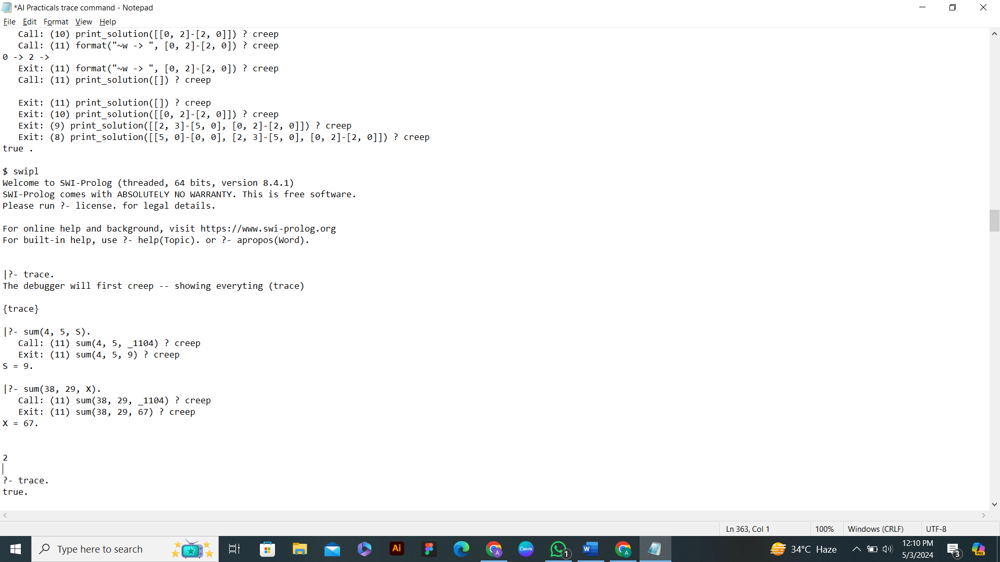 *AI Practicals trace command - Notepad
File Edit Format View Help
Call: (10) print_solution([[0, 2]-[2, 0]]) ? creep
Call: (11) format("~w -> ", [0, 2]-[2, 0]) ? creep
0 -> 2 ->
Exit: (11) format("~w -> ", [0, 2]-[2, 0]) ? creep
Call: (11) print_solution([]) ? creep
Exit: (11) print_solution([]) ? creep
Exit: (10) print_solution([[0, 2]-[2, 0]]) ? creep
Exit: (9) print_solution([[2, 3]-[5, 0], [0, 2]-[2, 0]]) ? creep
Exit: (8) print_solution([[5, 0]-[0, 0], [2, 3]-[5, 0], [0, 2]-[2, 0]]) ? creep
true .
$ swipl
Welcome to SWI-Prolog (threaded, 64 bits, version 8.4.1)
SWI-Prolog comes with ABSOLUTELY NO WARRANTY. This is free software.
Please run ?- license. for legal details.
For online help and background, visit https://www.swi-prolog.org
For built-in help, use ?- help(Topic). or ?- apropos(Word).
|?- trace.
The debugger will first creep -- showing everyting (trace)
{trace}
|?- sum(4, 5, S).
Call: (11) sum(4, 5, _1104) ? creep
Exit: (11) sum(4, 5, 9) ? creep
S = 9.
|?- sum(38, 29, X).
Call: (11) sum(38, 29, _1104) ? creep
Exit: (11) sum(38, 29, 67) ? creep
X = 67.
2
?- trace.
true.
Ln 363, Col 1 100% Windows (CRLF) UTF-8
Type here to search
Ai
Canva
1
W
A
A
34°C Haze
12:10 PM
5/3/2024
3
PRE